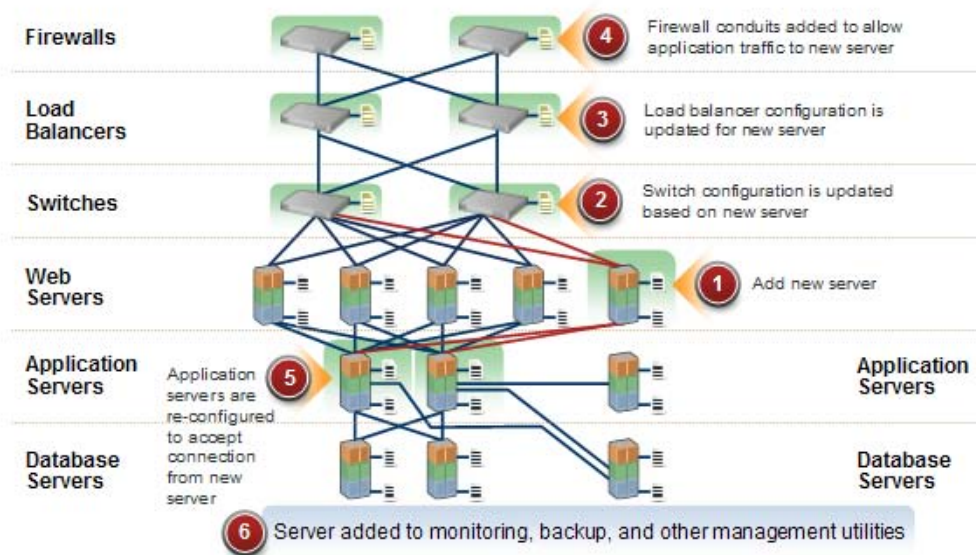 Firewalls
4
Firewall conduits added to allow
application traffic to new server
Load
Balancers
3
Load balancer configuration is
updated for new server
Switches
2
Switch configuration is updated
based on new server
Web
Servers
1
Add new server
Application
Servers
Application
servers are
re-configured
to accept
connection
from new
server
5
Application
Servers
Database
Servers
Database
Servers
6
Server added to monitoring, backup, and other management utilities